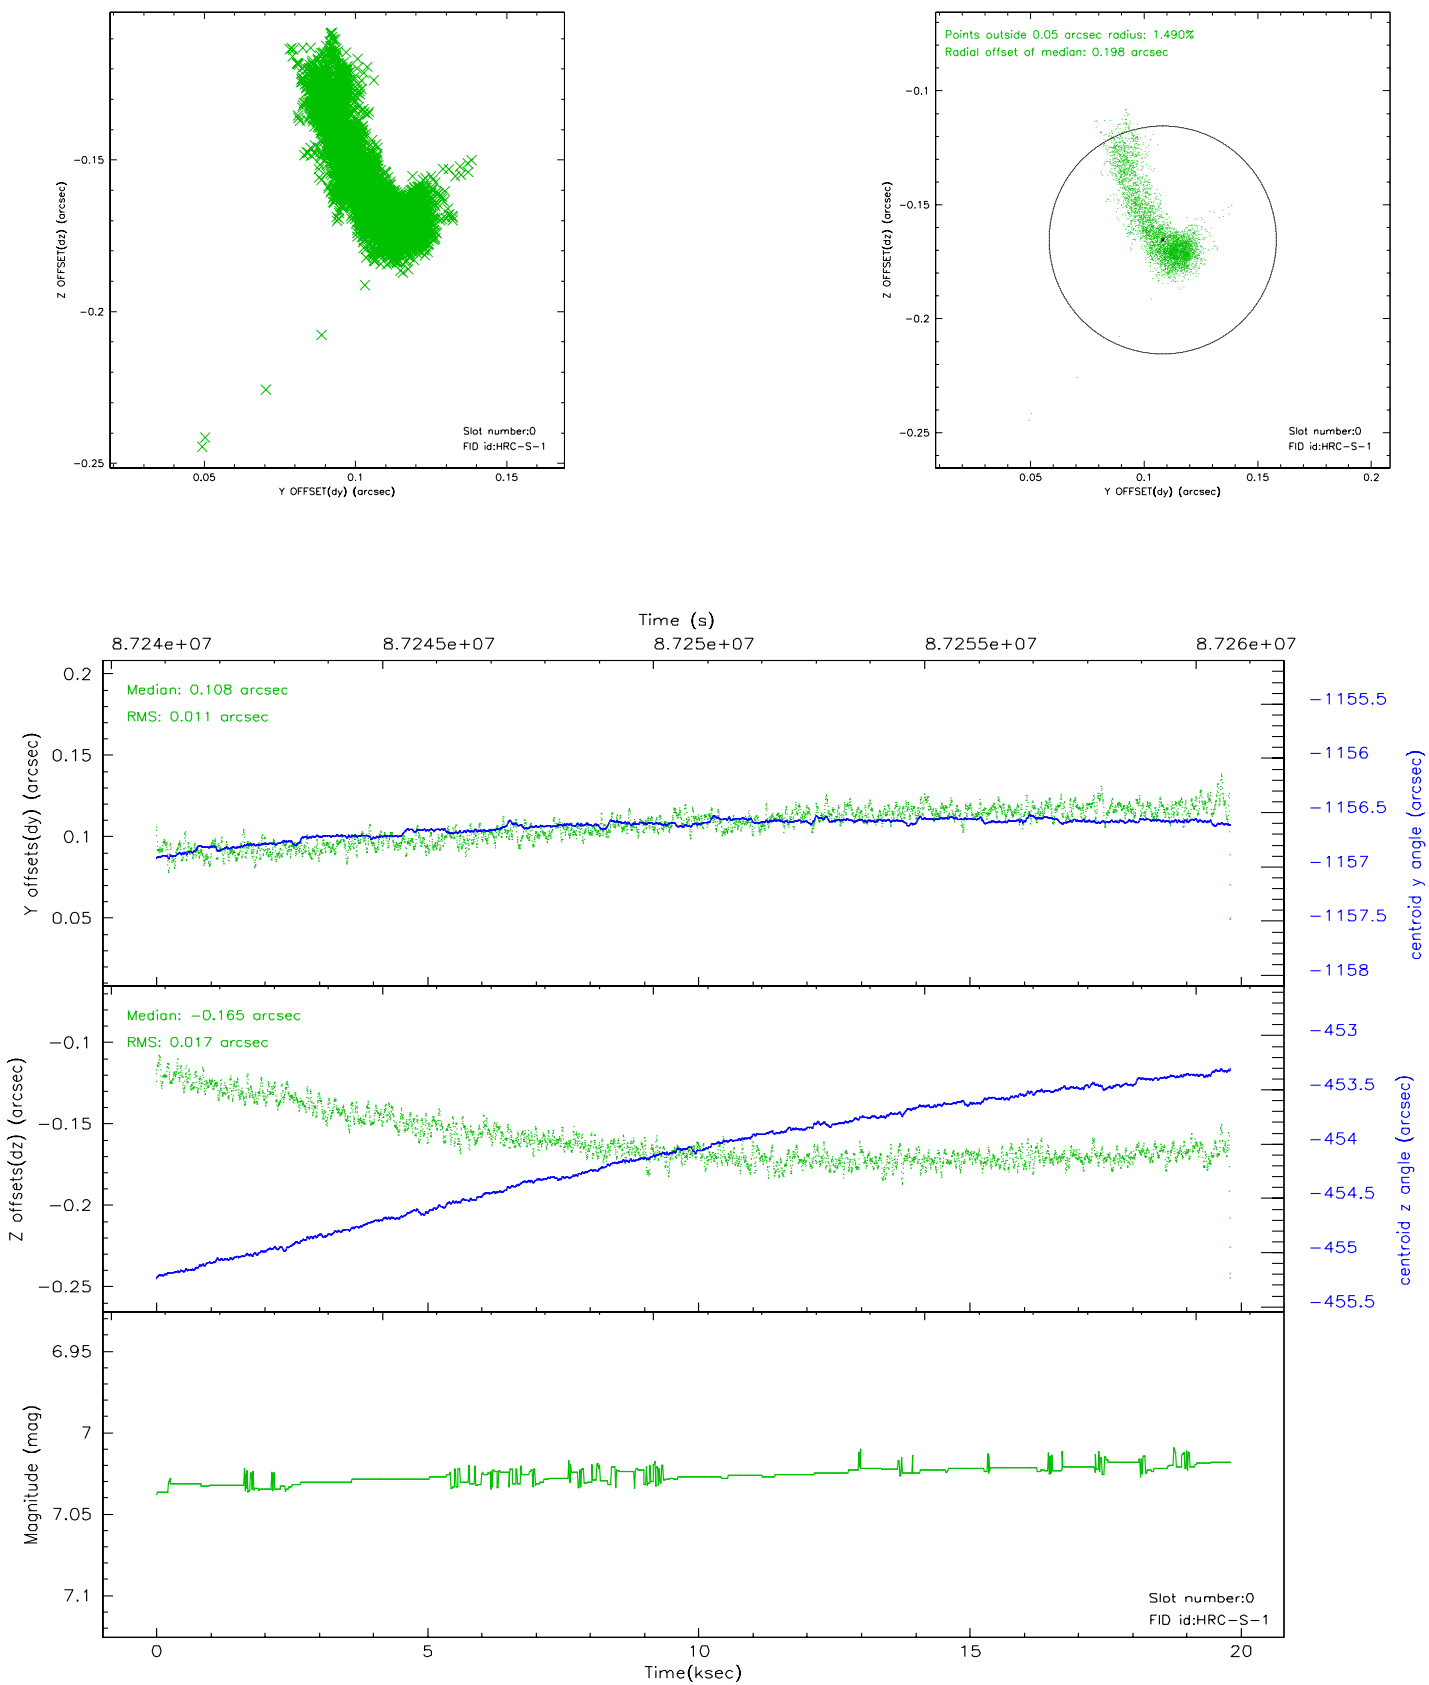 −0.15
−0.2
−0.25
0.05
0.1
0.15
Z OFFSET(dz) (arcsec)
Y OFFSET(dy) (arcsec)
Slot number:0
FID id:HRC−S−1
Points outside 0.05 arcsec radius: 1.490%
Radial offset of median: 0.198 arcsec
−0.1
−0.15
−0.2
−0.25
0.05
0.1
0.15
0.2
Z OFFSET(dz) (arcsec)
Y OFFSET(dy) (arcsec)
Slot number:0
FID id:HRC−S−1
Time (s)
8.724e+07
8.7245e+07
8.725e+07
8.7255e+07
8.726e+07
Median: 0.108 arcsec
RMS: 0.011 arcsec
0.2
0.15
0.1
0.05
Y offsets(dy) (arcsec)
−1155.5
−1156
−1156.5
−1157
−1157.5
−1158
centroid y angle (arcsec)
Median: −0.165 arcsec
RMS: 0.017 arcsec
−0.1
−0.15
−0.2
−0.25
Z offsets(dz) (arcsec)
−453
−453.5
−454
−454.5
−455
−455.5
centroid z angle (arcsec)
6.95
7
7.05
7.1
Magnitude (mag)
Slot number:0
FID id:HRC−S−1
0
5
10
15
20
Time(ksec)